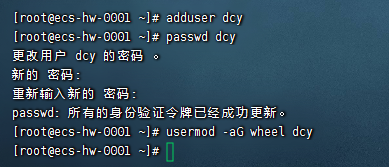 [root@ecs-hw-0001 ~]# adduser dcy
[root@ecs-hw-0001 ~]# passwd dcy
更改用户 dcy 的密码 。
新的 密码：
重新输入新的 密码：
passwd：所有的身份验证令牌已经成功更新。
[root@ecs-hw-0001 ~]# usermod -aG wheel dcy
[root@ecs-hw-0001 ~]#